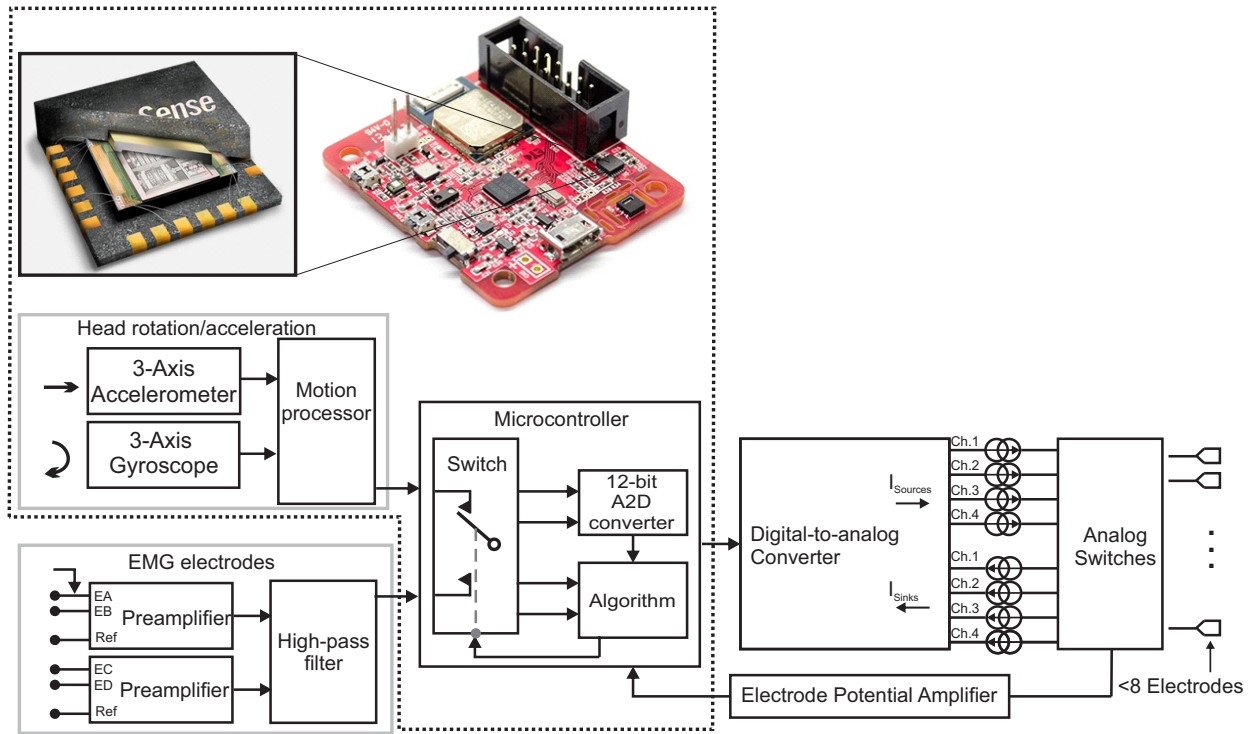 Sense
Head rotation/acceleration
3-Axis
Accelerometer
3-Axis
Gyroscope
Motion
processor
EMG electrodes
EA
EB
Ref
Preamplifier
EC
ED
Ref
Preamplifier
High-pass
filter
Microcontroller
Switch
12-bit
A2D
converter
Algorithm
Digital-to-analog
Converter
I Sources
I Sinks
Ch.1
Ch.2
Ch.3
Ch.4
Ch.1
Ch.2
Ch.3
Ch.4
Analog
Switches
Electrode Potential Amplifier
<8 Electrodes